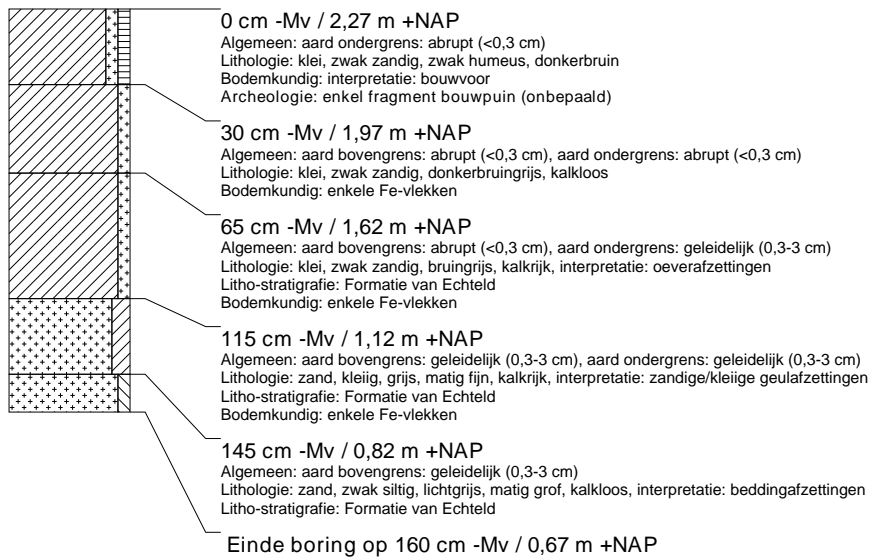 0 cm -Mv / 2,27 m +NAP
Algemeen: aard ondergrens: abrupt (<0,3 cm)
Lithologie: klei, zwak zandig, zwak humeus, donkerbruin
Bodemkundig: interpretatie: bouwvoor
Archeologie: enkel fragment bouwpuin (onbepaald)
30 cm -Mv / 1,97 m +NAP
Algemeen: aard bovengrens: abrupt (<0,3 cm), aard ondergrens: abrupt (<0,3 cm)
Lithologie: klei, zwak zandig, donkerbruingrijs, kalkloos
Bodemkundig: enkele Fe-vlekken
65 cm -Mv / 1,62 m +NAP
Algemeen: aard bovengrens: abrupt (<0,3 cm), aard ondergrens: geleidelijk (0,3-3 cm)
Lithologie: klei, zwak zandig, bruingrijs, kalkrijk, interpretatie: oeverafzettingen
Litho-stratigrafie: Formatie van Echteld
Bodemkundig: enkele Fe-vlekken
115 cm -Mv / 1,12 m +NAP
Algemeen: aard bovengrens: geleidelijk (0,3-3 cm), aard ondergrens: geleidelijk (0,3-3 cm)
Lithologie: zand, kleiig, grijs, matig fijn, kalkrijk, interpretatie: zandige/kleiige geulafzettingen
Litho-stratigrafie: Formatie van Echteld
Bodemkundig: enkele Fe-vlekken
145 cm -Mv / 0,82 m +NAP
Algemeen: aard bovengrens: geleidelijk (0,3-3 cm)
Lithologie: zand, zwak siltig, lichtgrijs, matig grof, kalkloos, interpretatie: beddingafzettingen
Litho-stratigrafie: Formatie van Echteld
Einde boring op 160 cm -Mv / 0,67 m +NAP